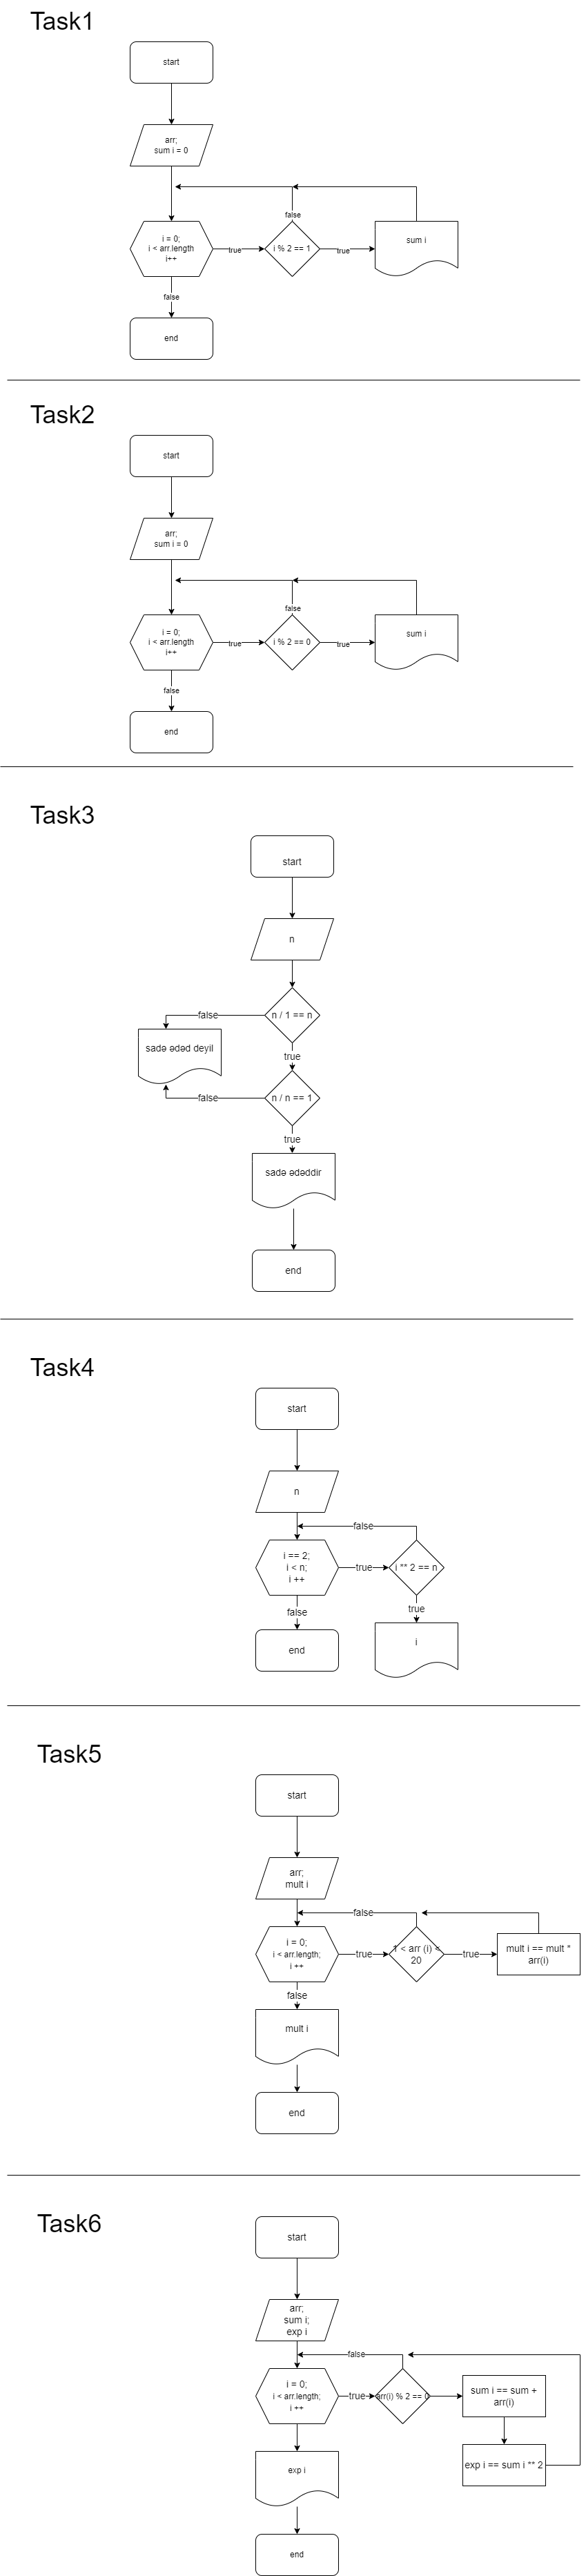 Task1
start
arr;
sum i = 0
i = 0;
i < arr.length
i++
true
i % 2 == 1
false
true
sum i
false
end
Task2
start
arr;
sum i = 0
i = 0;
i < arr.length
i++
true
i % 2 == 0
false
true
sum i
false
end
Task3
start
n
n / 1 == n
false
sadə ədəd deyil
true
n / n == 1
false
true
sadə ədəddir
end
Task4
start
n
false
i == 2;
i < n;
i ++
true
i ** 2 == n
false
true
end
i
Task5
start
arr;
mult i
false
i = 0;
i < arr.length;
i ++
true
1 < arr (i) <
20
true
mult i == mult *
arr(i)
false
mult i
end
Task6
start
arr;
sum i;
exp i
false
i = 0;
i < arr.length;
i ++
true
arr(i) % 2 == 0
sum i == sum +
arr(i)
exp i == sum i ** 2
exp i
end